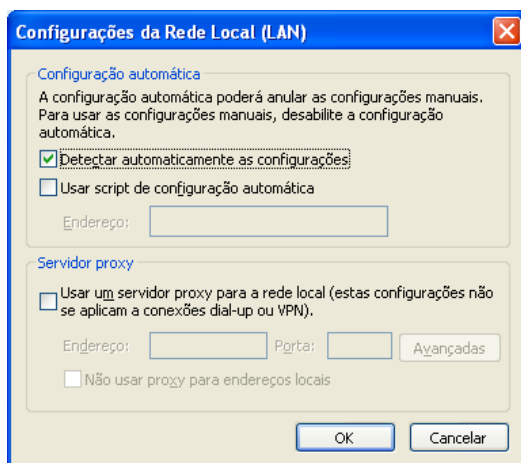 Configurações da Rede Local (LAN)
Configuração automática
A configuração automática poderá anular as configurações manuais.
Para usar as configurações manuais, desabilite a configuração
automática.
Detectar automaticamente as configurações
Usar script de configuração automática
Endereço:
Servidor proxy
Usar um servidor proxy para a rede local (estas configurações não
se aplicam a conexões dial-up ou VPN).
Endereço: Porta: Avançadas
Não usar proxy para endereços locais
OK Cancelar